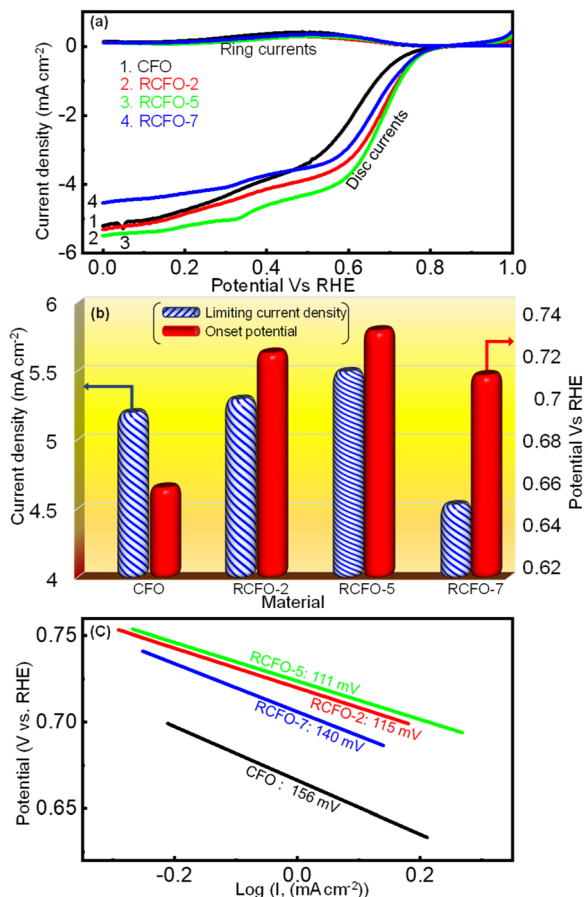 (a)
Ring currents
1. CFO
2. RCFO-2
3. RCFO-5
4. RCFO-7
Disc currents
4
1
2
3
0
-2
-4
-6
Current density (mA cm-2)
0.0 0.2 0.4 0.6 0.8 1.0
Potential Vs RHE
(b)
Limiting current density
Onset potential
6
5.5
5
4.5
4
Current density (mA cm-2)
0.74
0.72
0.7
0.68
0.66
0.64
0.62
Potential Vs RHE
CFO RCFO-2 RCFO-5 RCFO-7
Material
(C)
RCFO-5: 111 mV
RCFO-2: 115 mV
RCFO-7: 140 mV
CFO : 156 mV
0.75
0.70
0.65
Potential (V vs. RHE)
-0.2 0.0 0.2
Log (I, (mA cm-2))